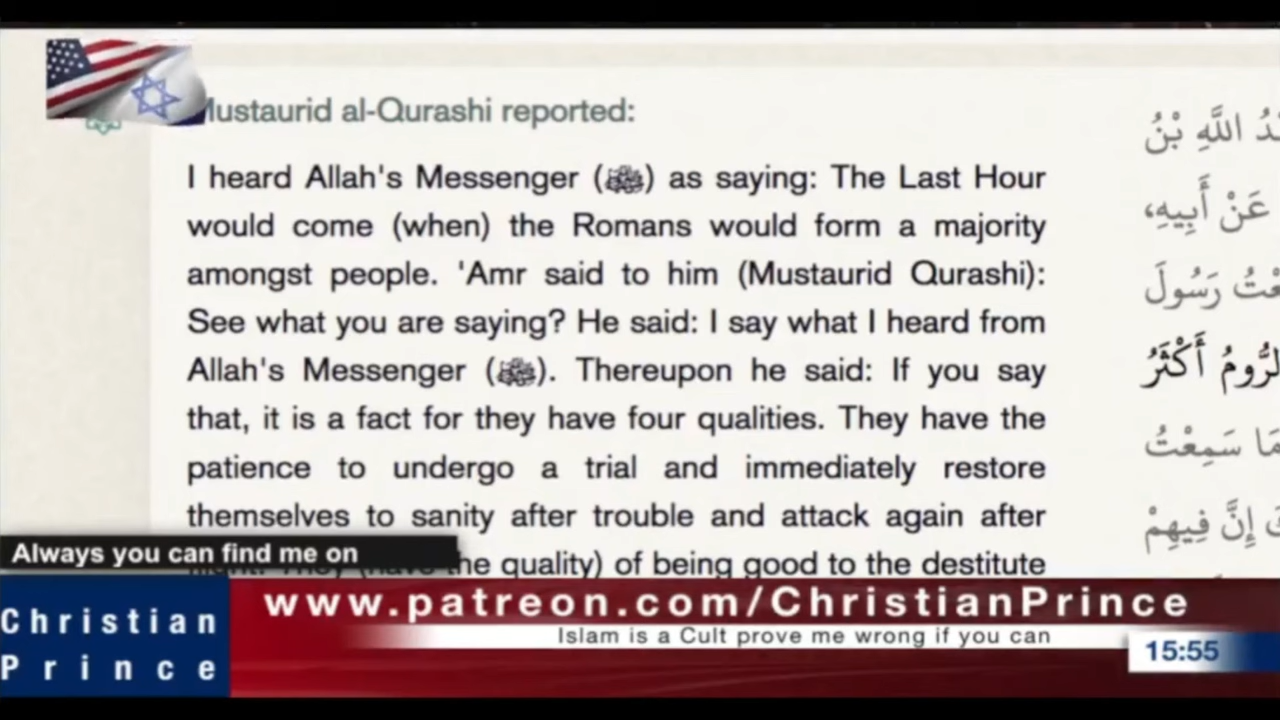 Mustaurid al-Qurashi reported:
I heard Allah's Messenger (ﷺ) as saying: The Last Hour
would come (when) the Romans would form a majority
amongst people. 'Amr said to him (Mustaurid Qurashi):
See what you are saying? He said: I say what I heard from
Allah's Messenger (ﷺ). Thereupon he said: If you say
that, it is a fact for they have four qualities. They have the
patience to undergo a trial and immediately restore
themselves to sanity after trouble and attack again after
the quality) of being good to the destitute
اللَّهِ بْنُ
عَنْ أَبِيهِ،
رَسُولَ
الرُّومُ أَكْثَرُ
سَمِعْتُ
إِنَّ فِيهِمْ
Always you can find me on
www.patreon.com/ChristianPrince
Islam is a Cult prove me wrong if you can
Christian
Prince
15:55